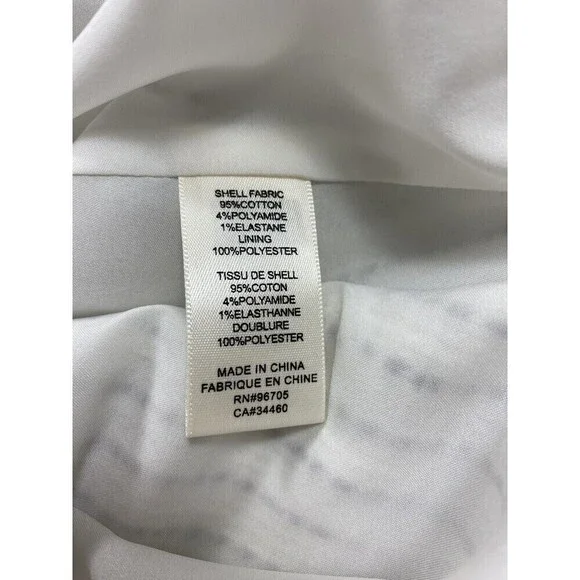 SHELL FABRIC
95%COTTON
4%POLYAMIDE
1%ELASTANE
LINING
100%POLYESTER
TISSU DE SHELL
95%COTON
4%POLYAMIDE
1%ELASTHANNE
DOUBLURE
100%POLYESTER
MADE IN CHINA
FABRIQUE EN CHINE
RN#96705
CA#34460